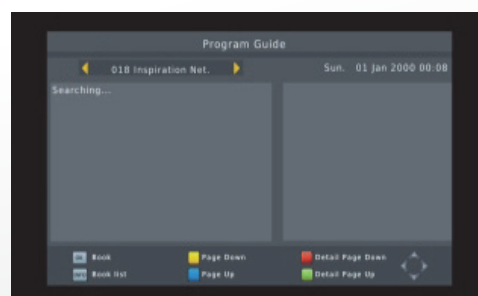 Program Guide
018 Inspiration Net. Sun. 01 Jan 2000 00:08
Searching...
OK Book Page Down Detail Page Down
INFO Book list Page Up Detail Page Up